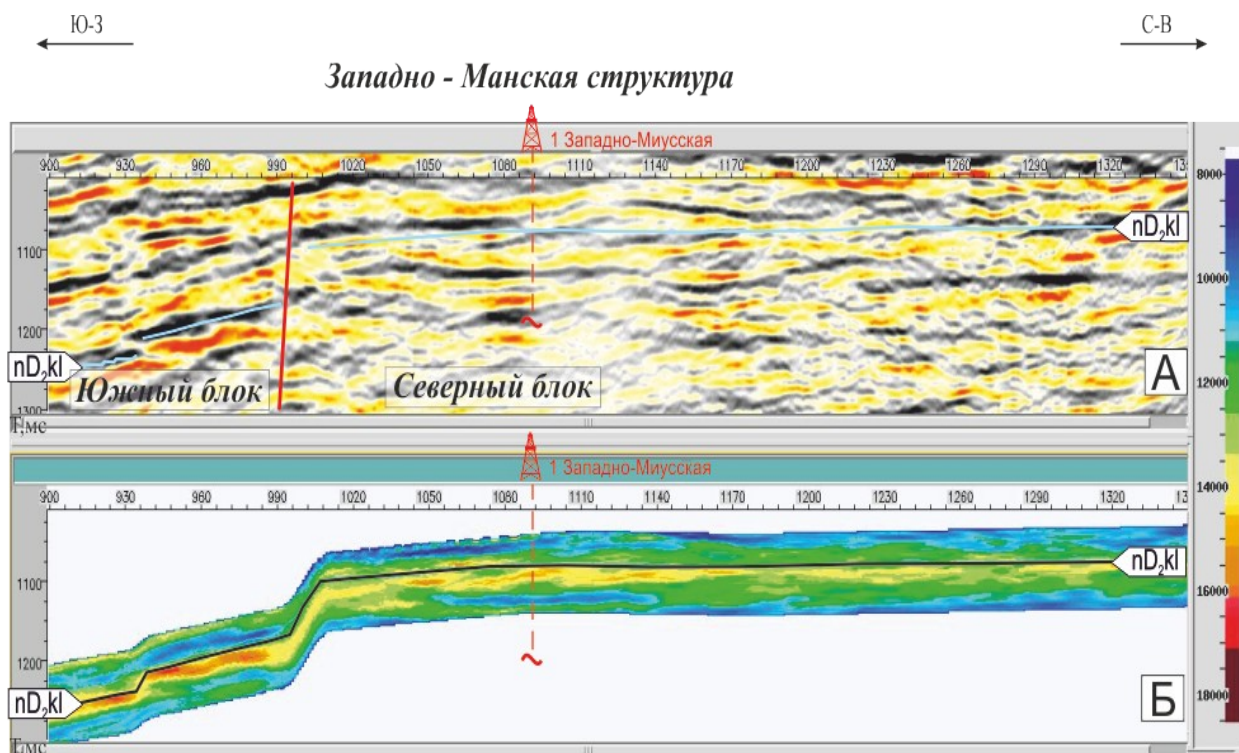 Ю-З
С-В
Западно - Манская структура
1 Западно-Миусская
900 930 960 990 1020 1050 1080 1110 1140 1170 1200 1230 1260 1290 1320
1100
1200
1300
Т,мс
nD₂kl
nD₂kl
Южный блок
Северный блок
А
1 Западно-Миусская
900 930 960 990 1020 1050 1080 1110 1140 1170 1200 1230 1260 1290 1320
1100
1200
Т,мс
nD₂kl
nD₂kl
Б
8000
10000
12000
14000
16000
18000